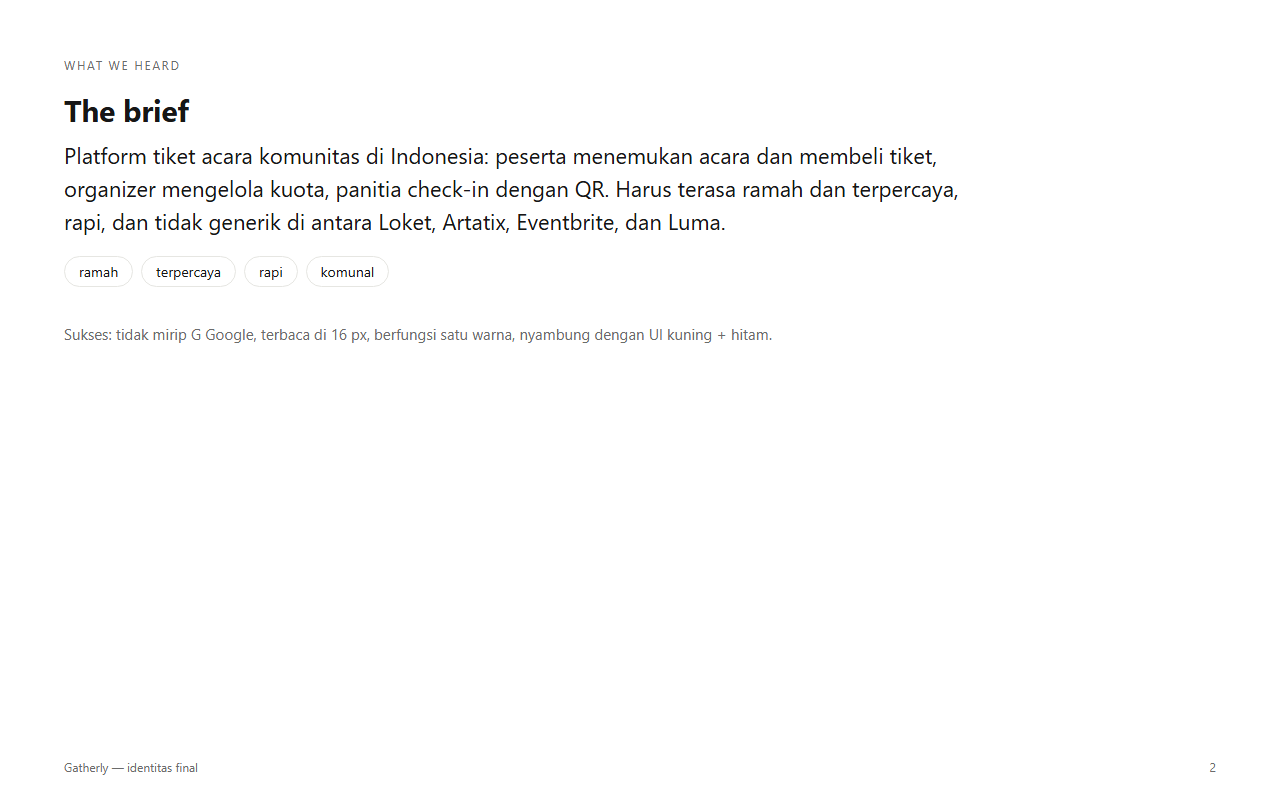 WHAT WE HEARD
The brief
Platform tiket acara komunitas di Indonesia: peserta menemukan acara dan membeli tiket,
organizer mengelola kuota, panitia check-in dengan QR. Harus terasa ramah dan terpercaya,
rapi, dan tidak generik di antara Loket, Artatix, Eventbrite, dan Luma.
ramah terpercaya rapi komunal
Sukses: tidak mirip G Google, terbaca di 16 px, berfungsi satu warna, nyambung dengan UI kuning + hitam.
Gatherly — identitas final 2